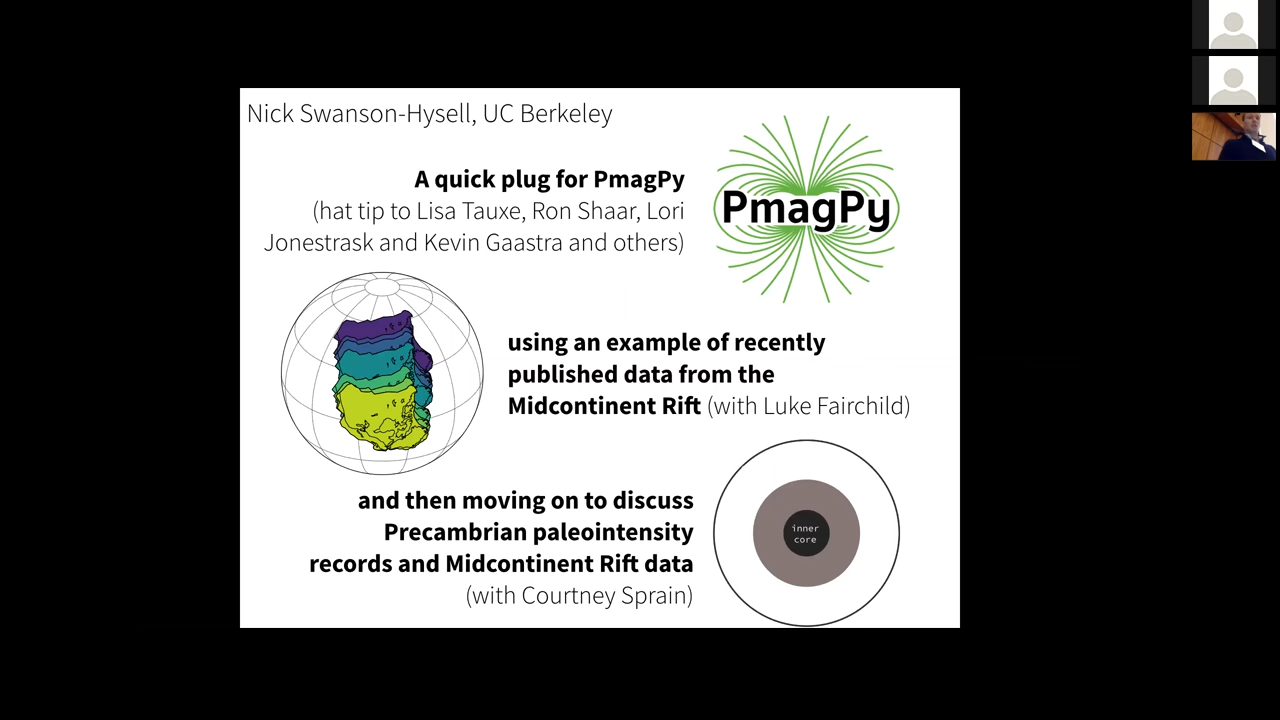 Nick Swanson-Hysell, UC Berkeley
A quick plug for PmagPy
(hat tip to Lisa Tauxe, Ron Shaar, Lori
Jonestrask and Kevin Gaastra and others)
PmagPy
using an example of recently
published data from the
Midcontinent Rift (with Luke Fairchild)
and then moving on to discuss
Precambrian paleointensity
records and Midcontinent Rift data
(with Courtney Sprain)
inner
core